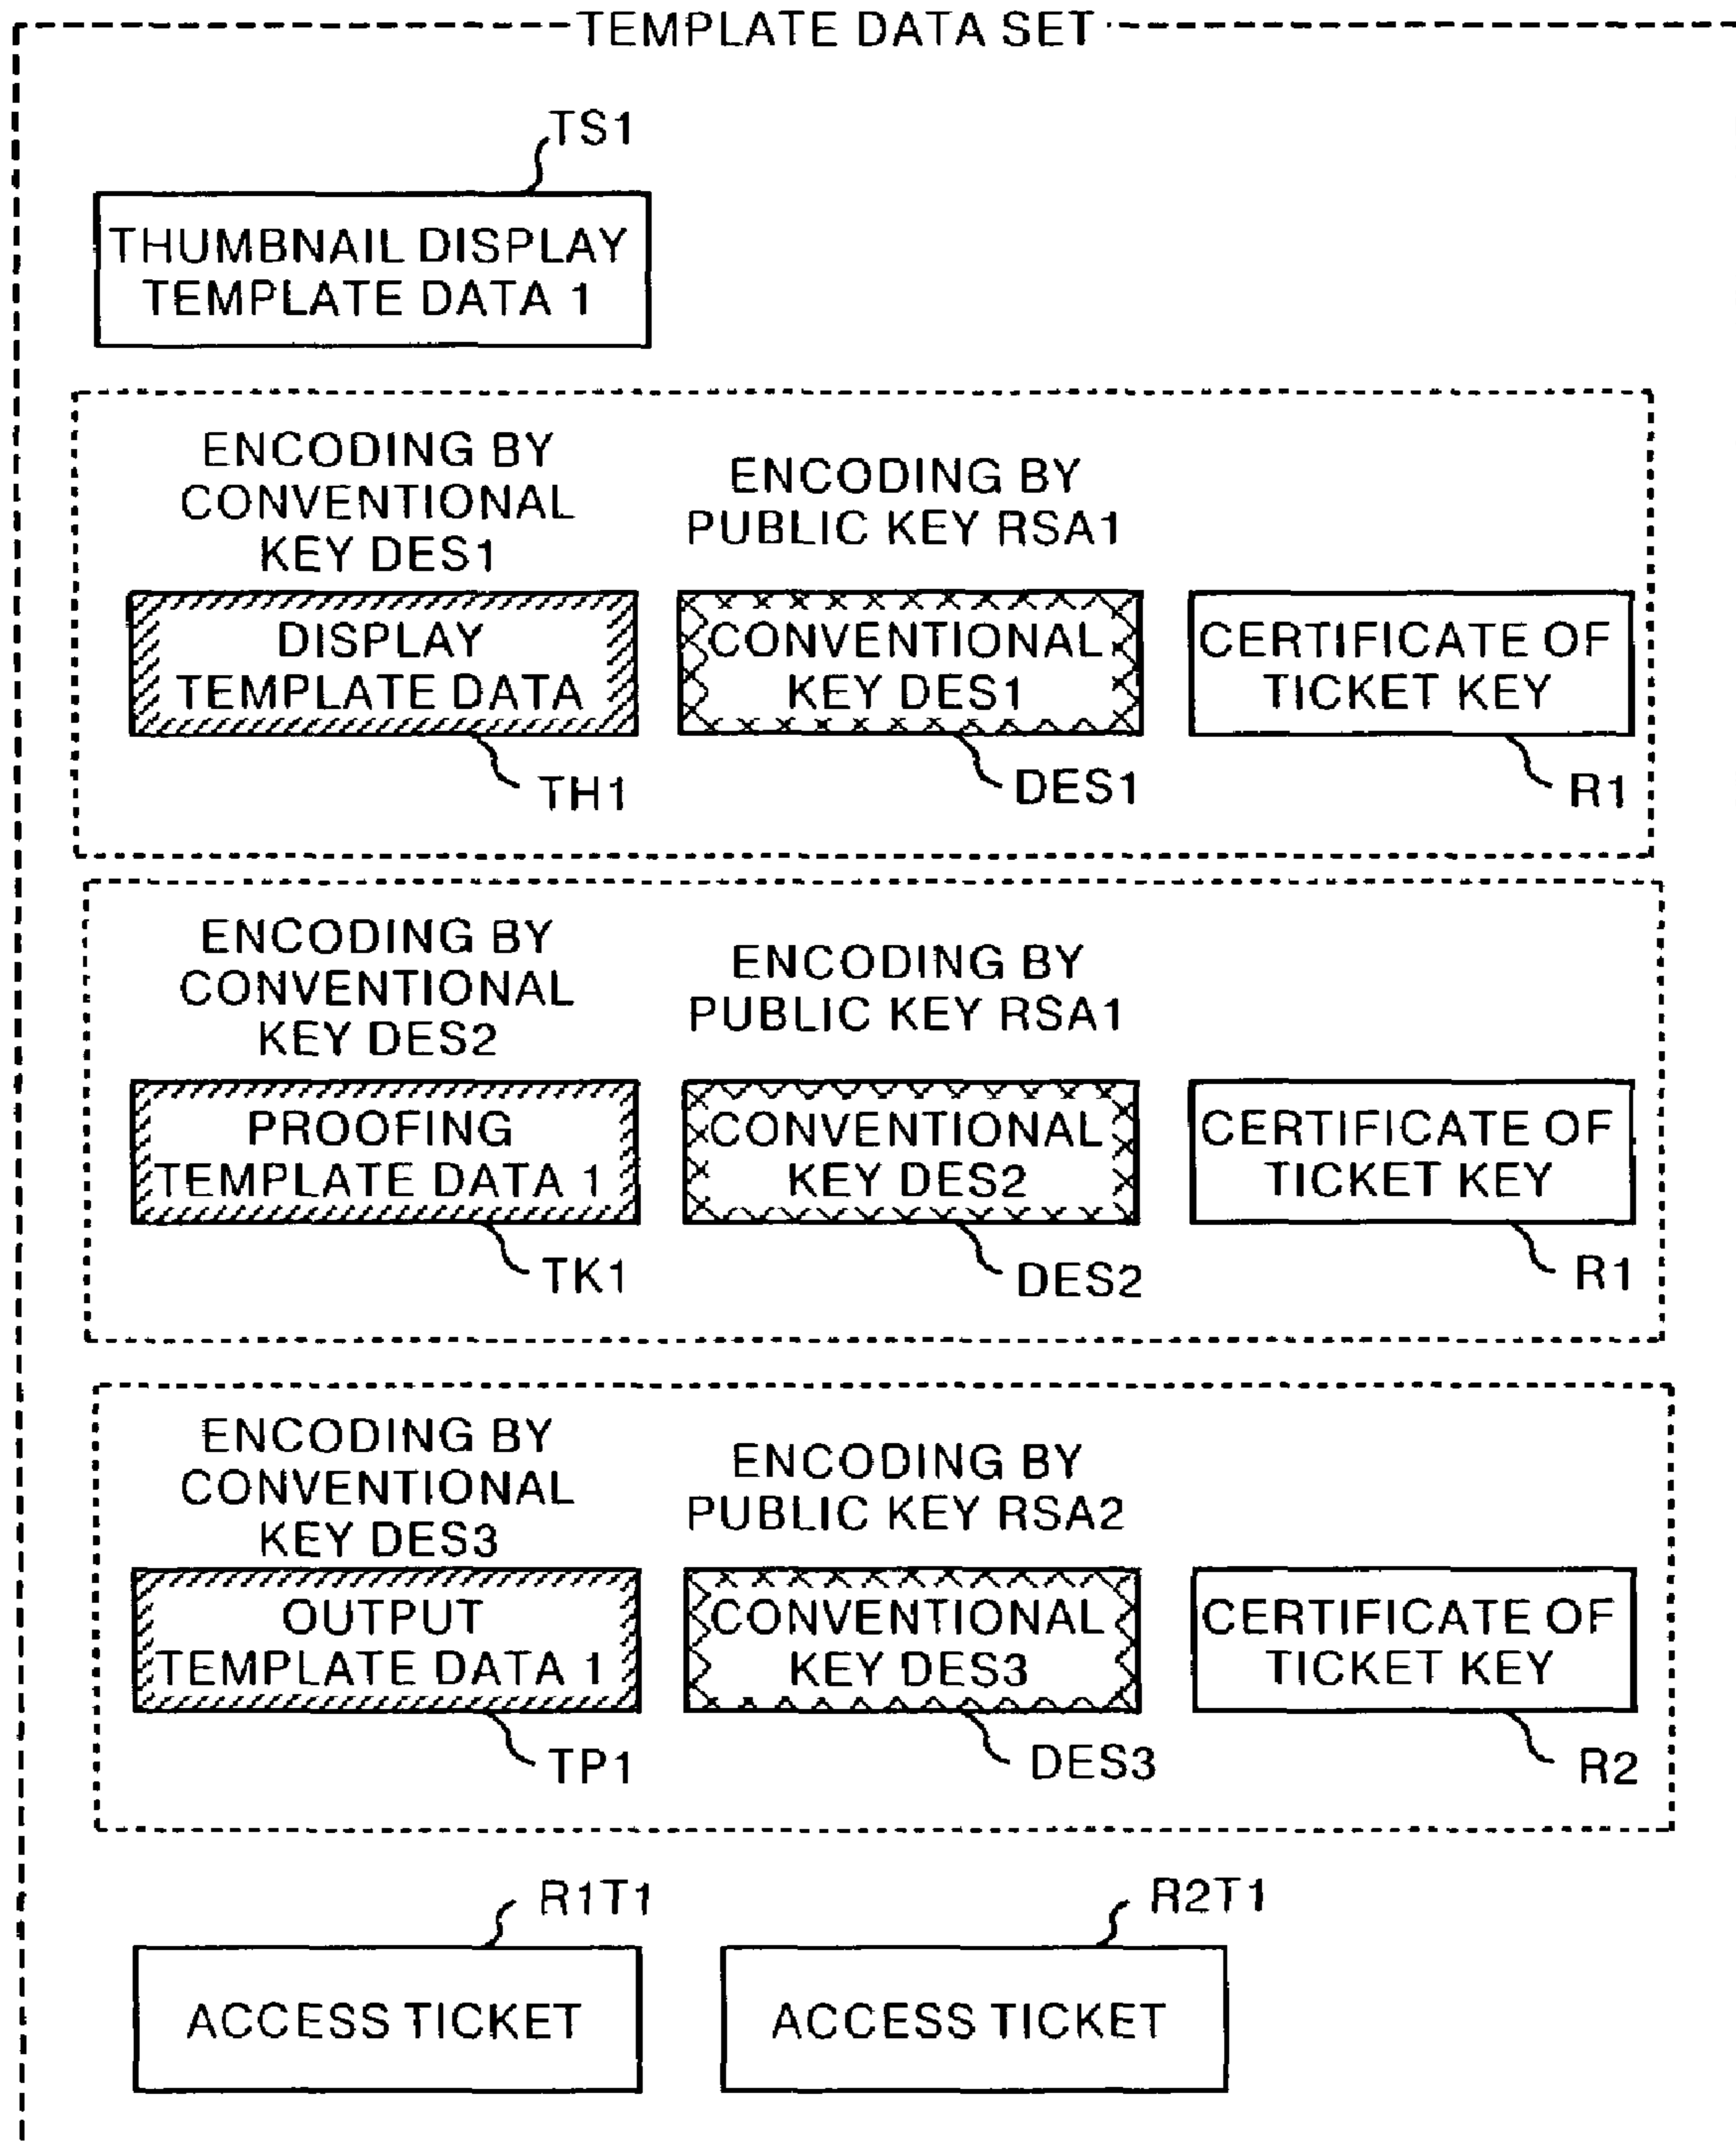 TEMPLATE DATA SET
TS1
THUMBNAIL DISPLAY
TEMPLATE DATA 1
ENCODING BY
CONVENTIONAL
KEY DES1
ENCODING BY
PUBLIC KEY RSA1
DISPLAY
TEMPLATE DATA
CONVENTIONAL
KEY DES1
CERTIFICATE OF
TICKET KEY
TH1
DES1
R1
ENCODING BY
CONVENTIONAL
KEY DES2
ENCODING BY
PUBLIC KEY RSA1
PROOFING
TEMPLATE DATA 1
CONVENTIONAL
KEY DES2
CERTIFICATE OF
TICKET KEY
TK1
DES2
R1
ENCODING BY
CONVENTIONAL
KEY DES3
ENCODING BY
PUBLIC KEY RSA2
OUTPUT
TEMPLATE DATA 1
CONVENTIONAL
KEY DES3
CERTIFICATE OF
TICKET KEY
TP1
DES3
R2
R1T1
R2T1
ACCESS TICKET
ACCESS TICKET